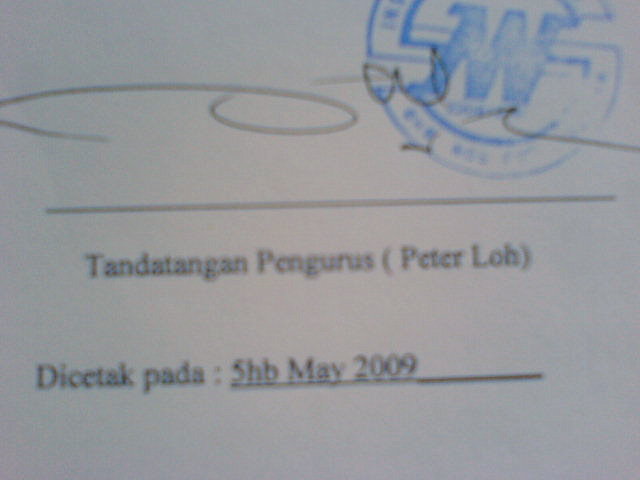 W
Tandatangan Pengurus ( Peter Loh)
Dicetak pada : 5hb May 2009